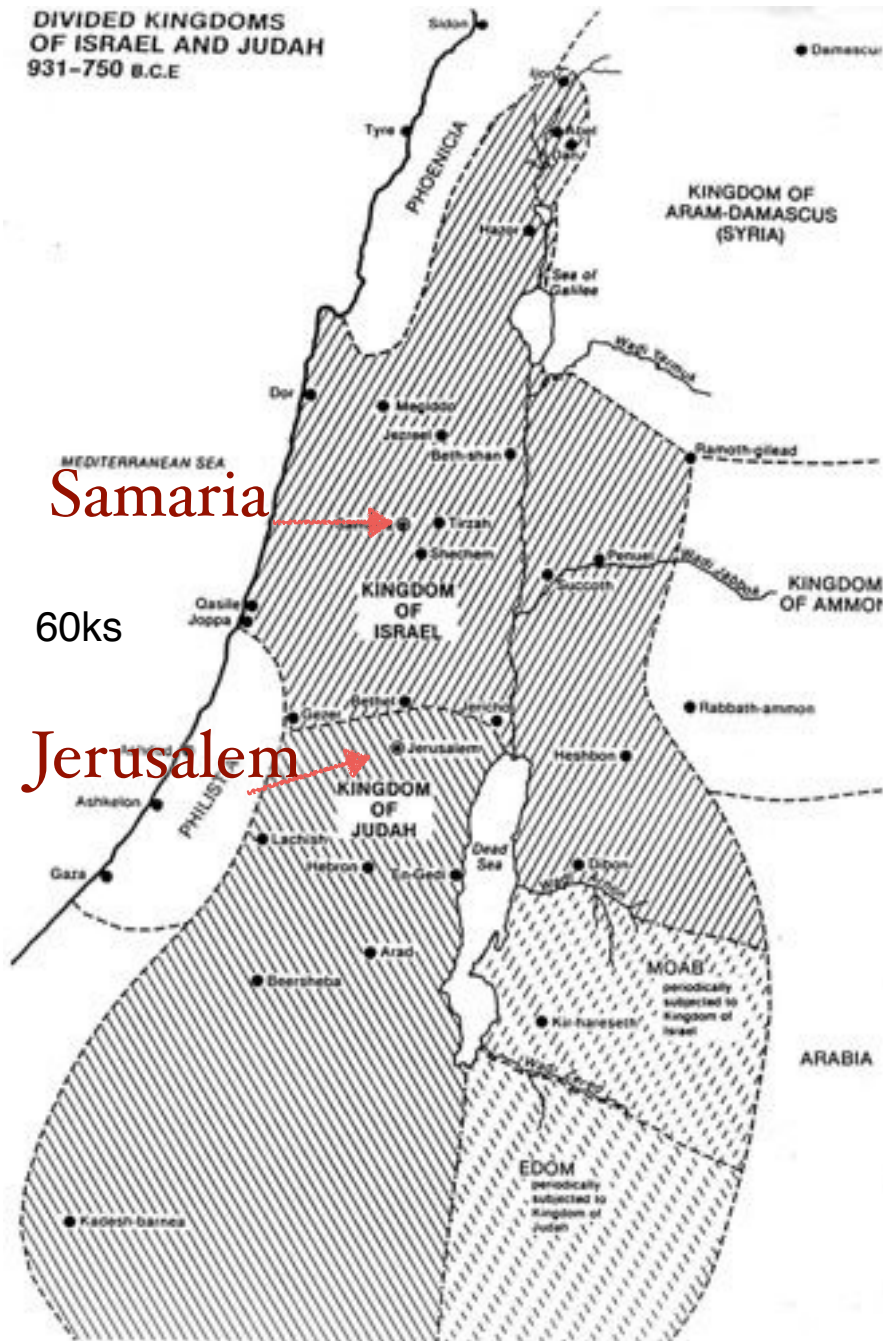 DIVIDED KINGDOMS
OF ISRAEL AND JUDAH
931–750 B.C.E
Sidon
Damascu
Ijon
Tyre
Abel
Dan
PHOENICIA
KINGDOM OF
ARAM-DAMASCUS
(SYRIA)
Hazor
Sea of
Galilee
Wadi Yarmuk
Dor
Megiddo
Jezreel
Beth-shan
Ramoth-gilead
MEDITERRANEAN SEA
Samaria
Tirzah
Shechem
Penuel
Wadi Jabbok
Succoth
KINGDOM
OF AMMON
KINGDOM
OF
ISRAEL
Qasile
Joppa
60ks
Bethel
Gezer
Jericho
Rabbath-ammon
Jerusalem
Jerusalem
Heshbon
KINGDOM
OF
JUDAH
Ashkelon
PHILISTIA
Lachish
Dead
Sea
Hebron
En-Gedi
Dibon
Gaza
Wadi Arnon
Arad
Beersheba
MOAB
periodically
subjected to
Kingdom of
Israel
Kir-hareseth
ARABIA
Wadi Zered
EDOM
periodically
subjected to
Kingdom of
Judah
Kadesh-barnea